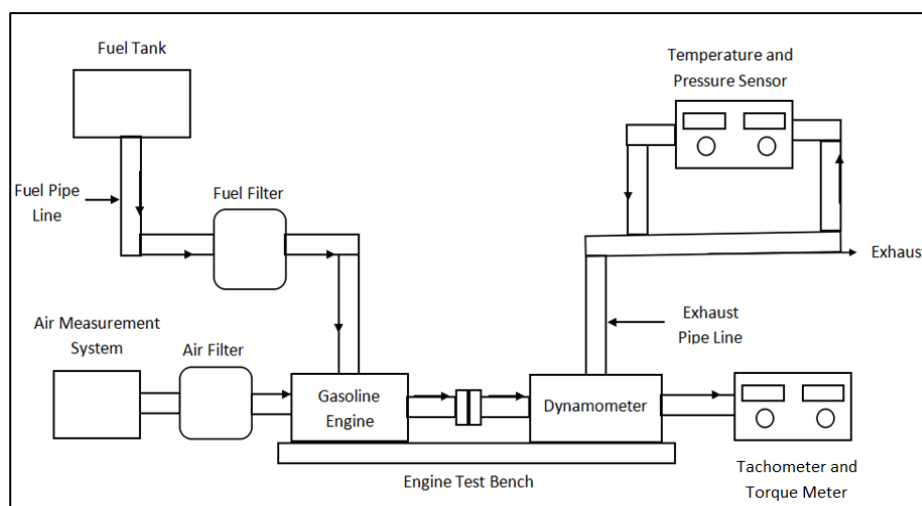 Fuel Tank
Temperature and
Pressure Sensor
Fuel Pipe
Line
Fuel Filter
Exhaust
Air Measurement
System
Air Filter
Exhaust
Pipe Line
Gasoline
Engine
Dynamometer
Engine Test Bench
Tachometer and
Torque Meter